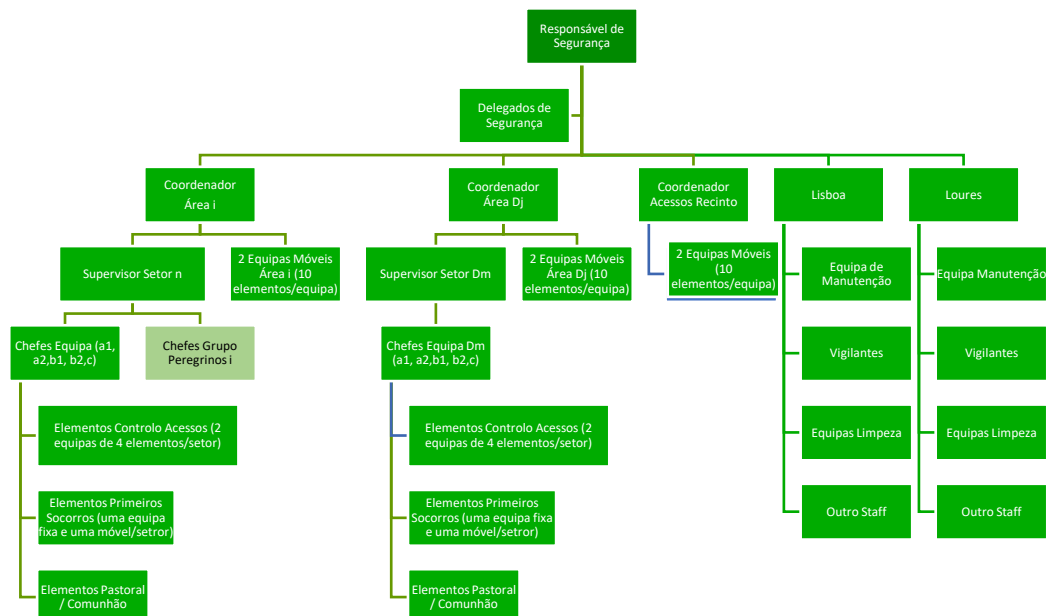 Responsável de
Segurança
Delegados de
Segurança
Coordenador
Área i
Coordenador
Área Dj
Coordenador
Acessos Recinto
Lisboa
Loures
Supervisor Setor n
2 Equipas Móveis
Área i (10
elementos/equipa)
Supervisor Setor Dm
2 Equipas Móveis
Área Dj (10
elementos/equipa)
2 Equipas Móveis
(10
elementos/equipa)
Equipa de
Manutenção
Equipa Manutenção
Chefes Equipa (a1,
a2,b1, b2,c)
Chefes Grupo
Peregrinos i
Chefes Equipa Dm
(a1, a2,b1, b2,c)
Vigilantes
Vigilantes
Elementos Controlo Acessos (2
equipas de 4 elementos/setor)
Elementos Controlo Acessos (2
equipas de 4 elementos/setor)
Equipas Limpeza
Equipas Limpeza
Elementos Primeiros
Socorros (uma equipa
fixa e uma móvel/setror)
Elementos Primeiros
Socorros (uma equipa fixa
e uma móvel/setror)
Outro Staff
Outro Staff
Elementos Pastoral
/ Comunhão
Elementos Pastoral
/ Comunhão